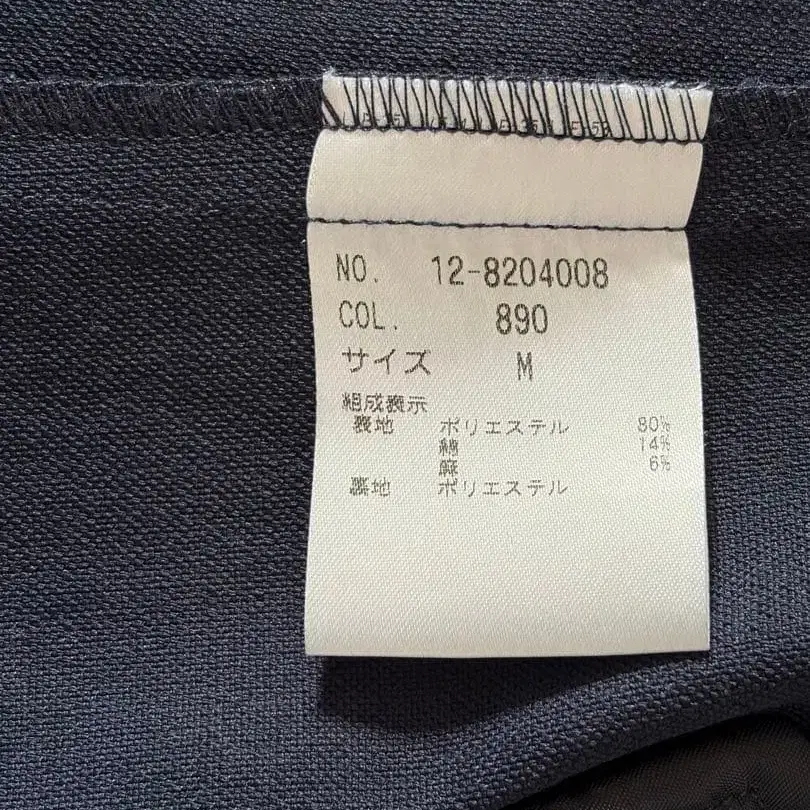 NO. 12-8204008
COL. 890
サイズ M
組成表示
表地 ポリエステル 80%
綿 14%
麻 6%
裏地 ポリエステル